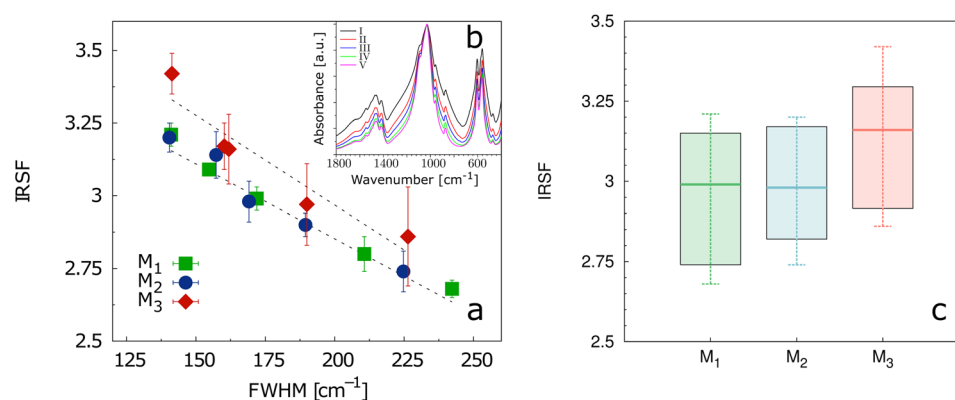 3.5
3.25
3
2.75
2.5
IRSF
125 150 175 200 225
FWHM [cm⁻¹]
M₁
M₂
M₃
a
b
I
II
III
IV
V
Absorbance [a.u.]
1800 1400 1000 600
Wavenumber [cm⁻¹]
3.5
3.25
3
2.75
2.5
IRSF
M₁ M₂ M₃
c